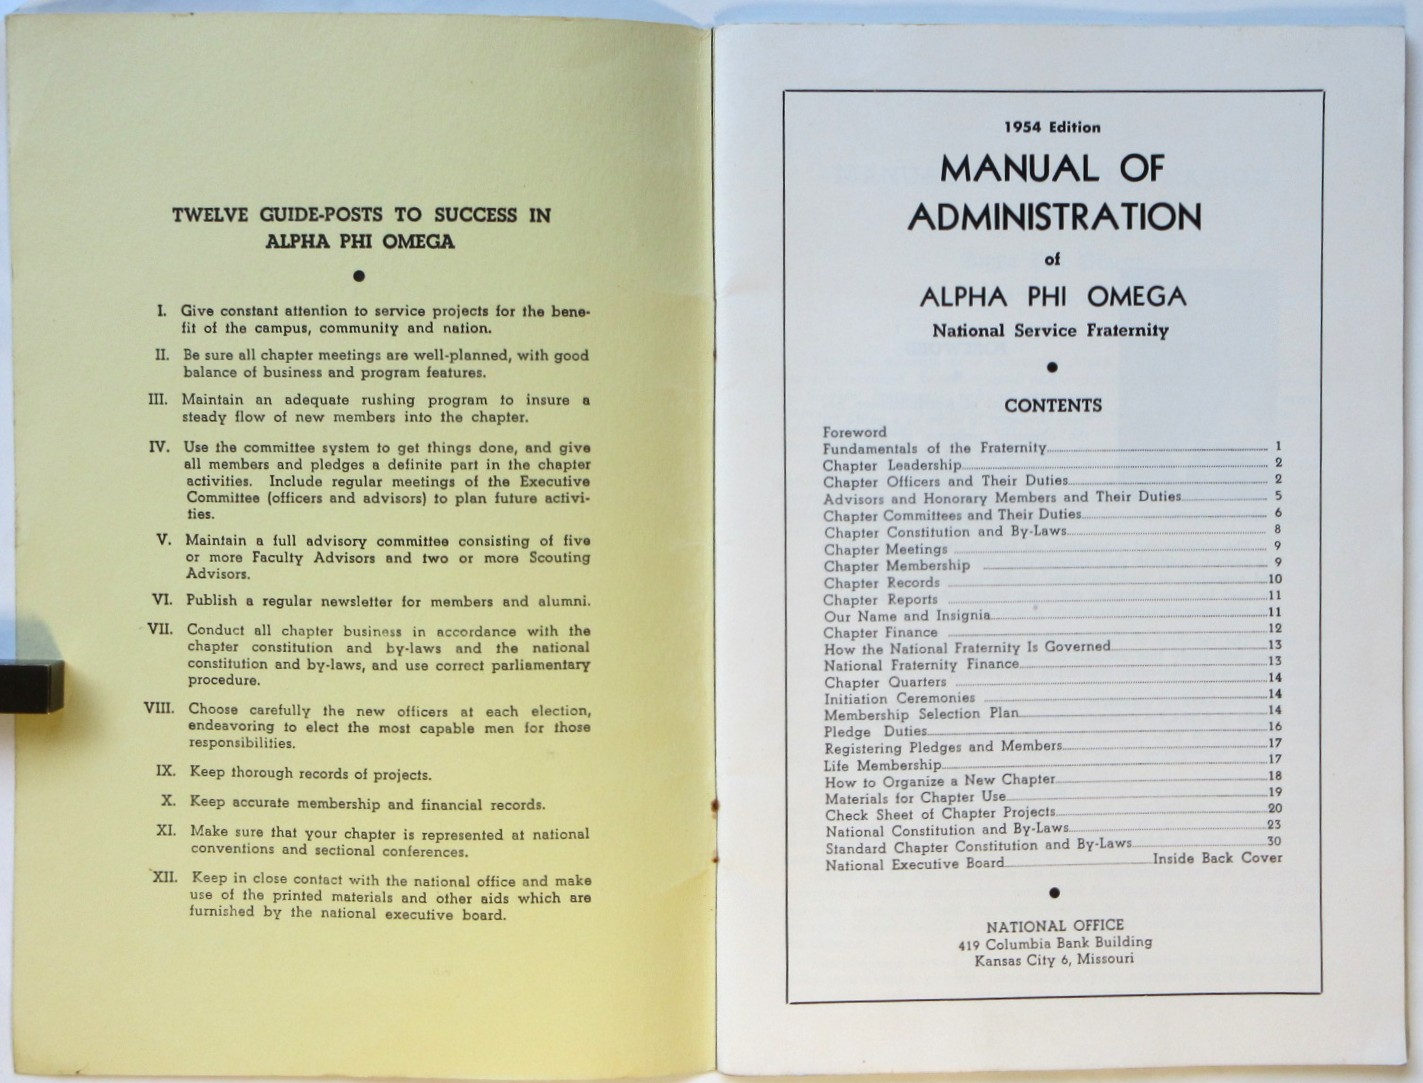 TWELVE GUIDE-POSTS TO SUCCESS IN
ALPHA PHI OMEGA
I. Give constant attention to service projects for the bene-
fit of the campus, community and nation.
II. Be sure all chapter meetings are well-planned, with good
balance of business and program features.
III. Maintain an adequate rushing program to insure a
steady flow of new members into the chapter.
IV. Use the committee system to get things done, and give
all members and pledges a definite part in the chapter
activities. Include regular meetings of the Executive
Committee (officers and advisors) to plan future activi-
ties.
V. Maintain a full advisory committee consisting of five
or more Faculty Advisors and two or more Scouting
Advisors.
VI. Publish a regular newsletter for members and alumni.
VII. Conduct all chapter business in accordance with the
chapter constitution and by-laws and the national
constitution and by-laws, and use correct parliamentary
procedure.
VIII. Choose carefully the new officers at each election,
endeavoring to elect the most capable men for those
responsibilities.
IX. Keep thorough records of projects.
X. Keep accurate membership and financial records.
XI. Make sure that your chapter is represented at national
conventions and sectional conferences.
XII. Keep in close contact with the national office and make
use of the printed materials and other aids which are
furnished by the national executive board.
1954 Edition
MANUAL OF
ADMINISTRATION
of
ALPHA PHI OMEGA
National Service Fraternity
CONTENTS
Foreword
Fundamentals of the Fraternity 1
Chapter Leadership 2
Chapter Officers and Their Duties 2
Advisors and Honorary Members and Their Duties 5
Chapter Committees and Their Duties 6
Chapter Constitution and By-Laws 8
Chapter Meetings 9
Chapter Membership 9
Chapter Records 10
Chapter Reports 11
Our Name and Insignia 11
Chapter Finance 12
How the National Fraternity Is Governed 13
National Fraternity Finance 13
Chapter Quarters 14
Initiation Ceremonies 14
Membership Selection Plan 14
Pledge Duties 16
Registering Pledges and Members 17
Life Membership 17
How to Organize a New Chapter 18
Materials for Chapter Use 19
Check Sheet of Chapter Projects 20
National Constitution and By-Laws 23
Standard Chapter Constitution and By-Laws 30
National Executive Board Inside Back Cover
NATIONAL OFFICE
419 Columbia Bank Building
Kansas City 6, Missouri